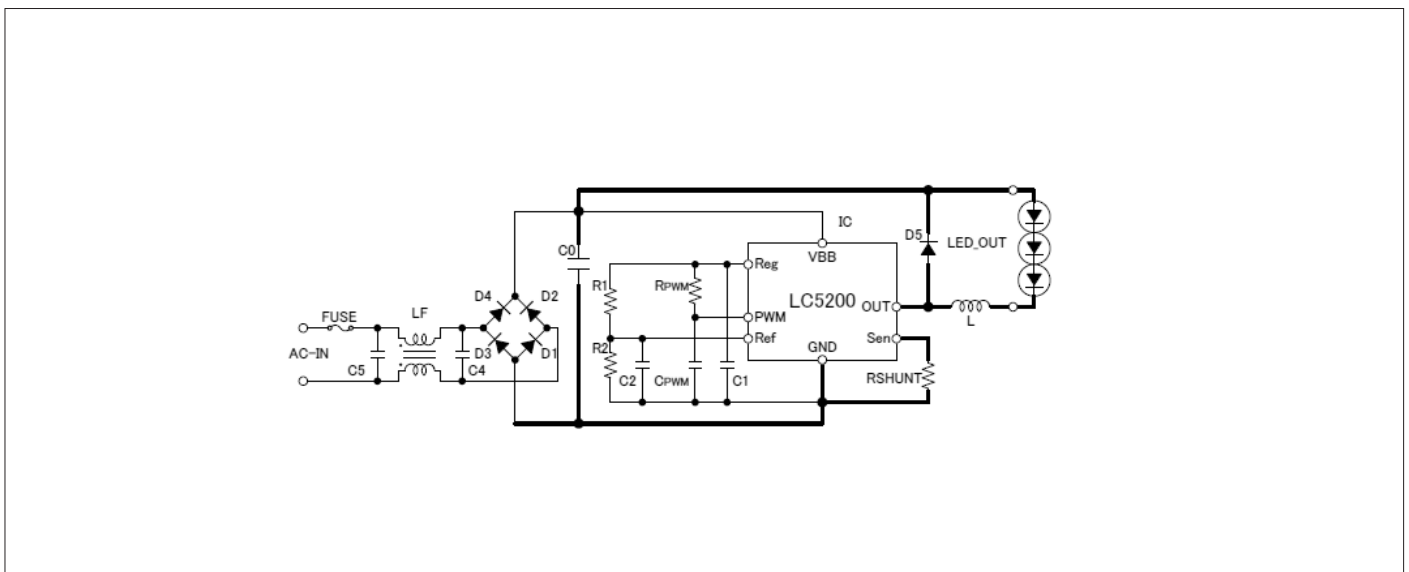 IC
C0
D5
LED_OUT
VBB
Reg
R1
RPWM
LC5200
D4
D2
OUT
L
FUSE
LF
PWM
Ref
Sen
AC-IN
D3
D1
R2
GND
C5
C4
C2
CPWM
C1
RSHUNT